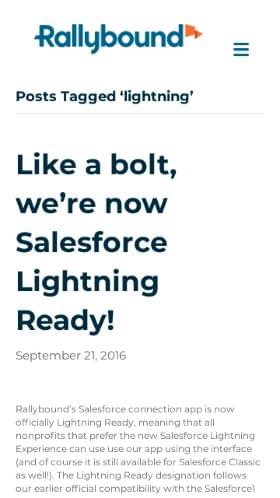 Rallybound
Posts Tagged ‘lightning’
Like a bolt,
we’re now
Salesforce
Lightning
Ready!
September 21, 2016
Rallybound’s Salesforce connection app is now
officially Lightning Ready, meaning that all
nonprofits that prefer the new Salesforce Lightning
Experience can use use our app using the interface
(and of course it is still available for Salesforce Classic
as well!). The Lightning Ready designation follows
our earlier official compatibility with the Salesforce1